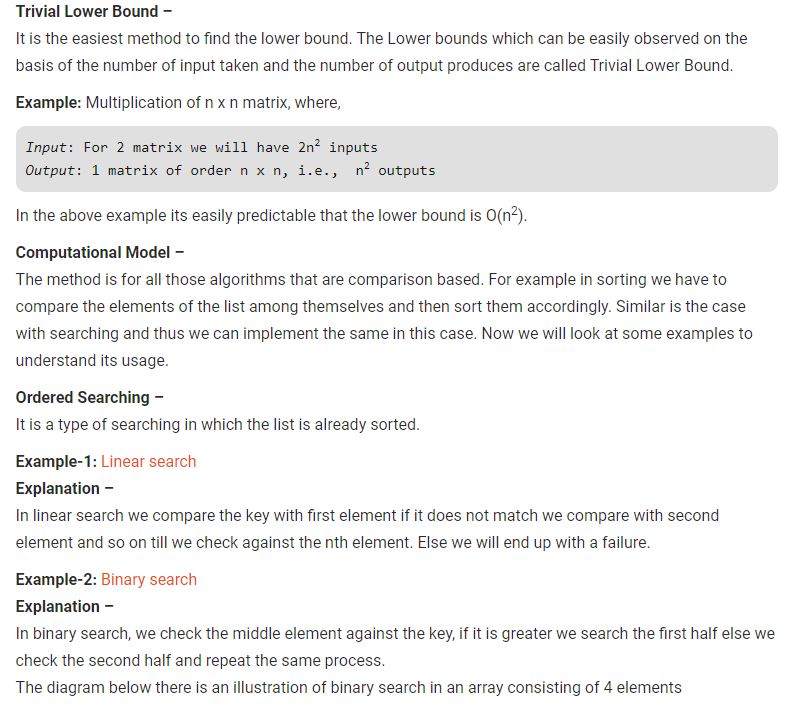 Trivial Lower Bound –
It is the easiest method to find the lower bound. The Lower bounds which can be easily observed on the
basis of the number of input taken and the number of output produces are called Trivial Lower Bound.
Example: Multiplication of n x n matrix, where,
Input: For 2 matrix we will have 2n² inputs
Output: 1 matrix of order n x n, i.e., n² outputs
In the above example its easily predictable that the lower bound is O(n²).
Computational Model –
The method is for all those algorithms that are comparison based. For example in sorting we have to
compare the elements of the list among themselves and then sort them accordingly. Similar is the case
with searching and thus we can implement the same in this case. Now we will look at some examples to
understand its usage.
Ordered Searching –
It is a type of searching in which the list is already sorted.
Example-1: Linear search
Explanation –
In linear search we compare the key with first element if it does not match we compare with second
element and so on till we check against the nth element. Else we will end up with a failure.
Example-2: Binary search
Explanation –
In binary search, we check the middle element against the key, if it is greater we search the first half else we
check the second half and repeat the same process.
The diagram below there is an illustration of binary search in an array consisting of 4 elements